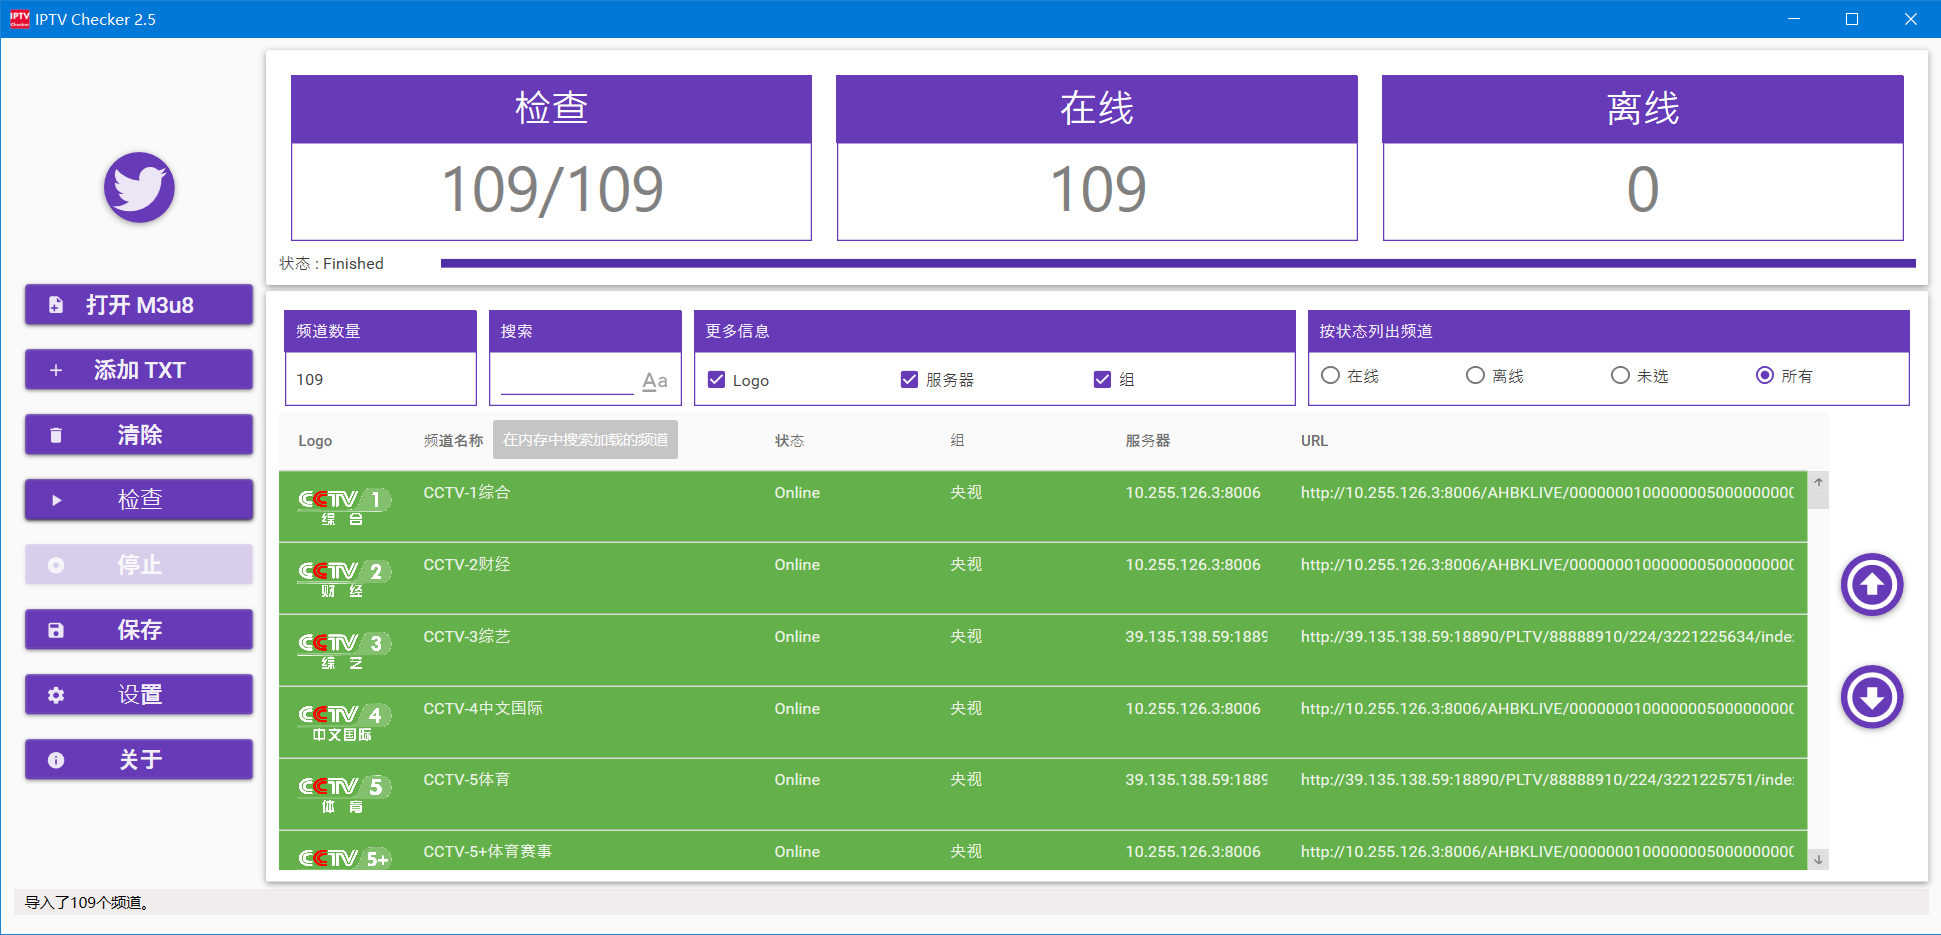 IPTV Checker 2.5
检查
在线
离线
109/109
109
0
状态 : Finished
打开 M3u8
添加 TXT
清除
检查
停止
保存
设置
关于
频道数量
搜索
更多信息
按状态列出频道
109
Aa
Logo
服务器
组
在线
离线
未选
所有
Logo
频道名称
在内存中搜索加载的频道
状态
组
服务器
URL
CCTV 1 综合
CCTV-1综合
Online
央视
10.255.126.3:8006
http://10.255.126.3:8006/AHBKLIVE/0000000100000005000000000
CCTV 2 财经
CCTV-2财经
Online
央视
10.255.126.3:8006
http://10.255.126.3:8006/AHBKLIVE/0000000100000005000000000
CCTV 3 综艺
CCTV-3综艺
Online
央视
39.135.138.59:1889
http://39.135.138.59:18890/PLTV/88888910/224/3221225634/inde
CCTV 4 中文国际
CCTV-4中文国际
Online
央视
10.255.126.3:8006
http://10.255.126.3:8006/AHBKLIVE/0000000100000005000000000
CCTV 5 体育
CCTV-5体育
Online
央视
39.135.138.59:1889
http://39.135.138.59:18890/PLTV/88888910/224/3221225751/inde
CCTV 5+
CCTV-5+体育赛事
Online
央视
10.255.126.3:8006
http://10.255.126.3:8006/AHBKLIVE/0000000100000005000000000
导入了109个频道。